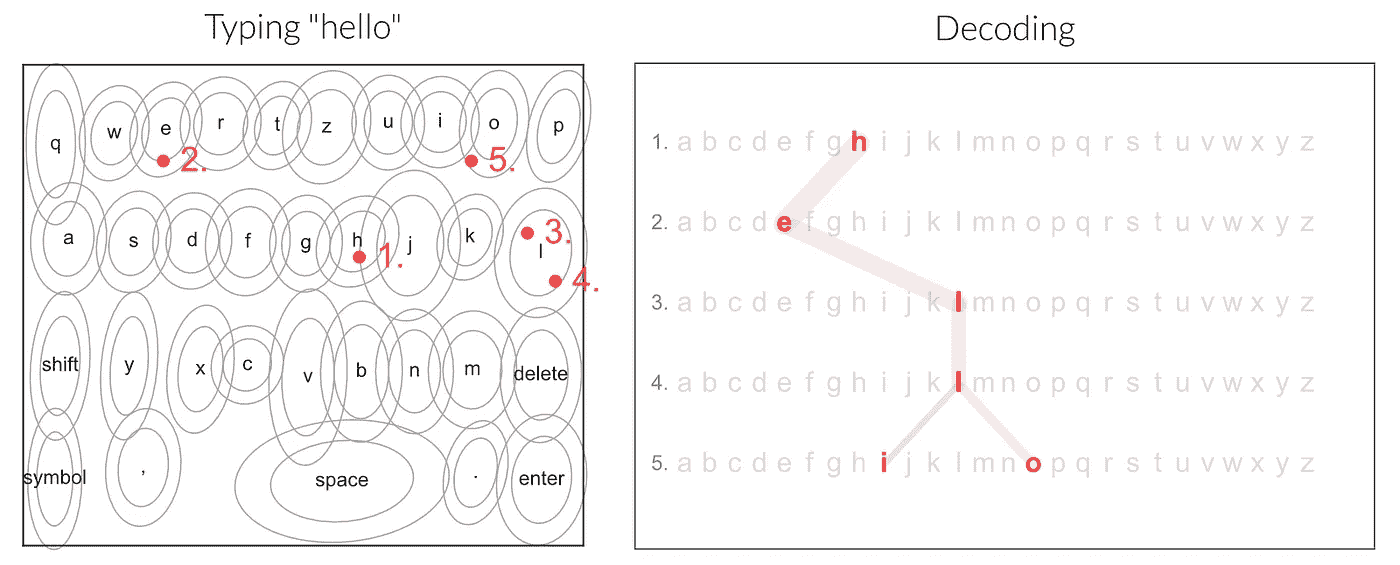 Typing "hello"
q w e r t z u i o p
2. 5.
a s d f g h j k l
1. 3. 4.
shift y x c v b n m delete
symbol , space . enter
Decoding
1. a b c d e f g h i j k l m n o p q r s t u v w x y z
2. a b c d e f g h i j k l m n o p q r s t u v w x y z
3. a b c d e f g h i j k l m n o p q r s t u v w x y z
4. a b c d e f g h i j k l m n o p q r s t u v w x y z
5. a b c d e f g h i j k l m n o p q r s t u v w x y z